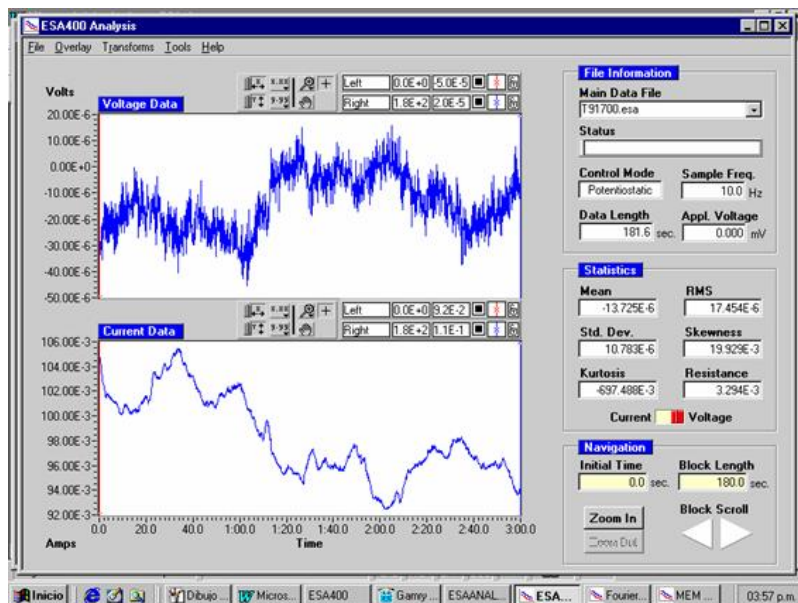 ESA400 Analysis
File Overlay Transforms Tools Help
Volts
Voltage Data
Left 0.0E+0 -5.0E-5
Right 1.8E+2 2.0E-5
20.00E-6
10.00E-6
0.00E+0
-10.00E-6
-20.00E-6
-30.00E-6
-40.00E-6
-50.00E-6
Current Data
Left 0.0E+0 9.2E-2
Right 1.8E+2 1.1E-1
106.00E-3
104.00E-3
102.00E-3
100.00E-3
98.00E-3
96.00E-3
94.00E-3
92.00E-3
0.0 20.0 40.0 1:00.0 1:20.0 1:40.0 2:00.0 2:20.0 2:40.0 3:00.0
Amps Time
File Information
Main Data File
T91700.esa
Status
Control Mode Sample Freq.
Potentiostatic 10.0 Hz
Data Length Appl. Voltage
181.6 sec. 0.000 mV
Statistics
Mean RMS
-13.725E-6 17.454E-6
Std. Dev. Skewness
10.783E-6 19.929E-3
Kurtosis Resistance
-697.488E-3 3.294E-3
Current Voltage
Navigation
Initial Time Block Length
0.0 sec. 180.0 sec.
Zoom In Block Scroll
Zoom Out
Inicio Dibujo ... Micros... ESA400 Gamry ... ESAANAL... ESA... Fourier... MEM ... 03:57 p.m.